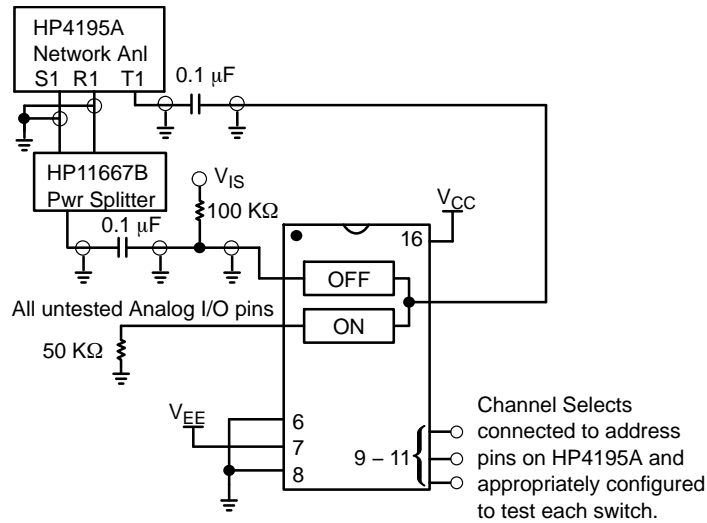 HP4195A
Network Anl
S1 R1 T1
0.1 μF
HP11667B
Pwr Splitter
V_IS
100 KΩ
0.1 μF
V_CC
16
OFF
All untested Analog I/O pins
ON
50 KΩ
V_EE
6
7
8
9 – 11
Channel Selects
connected to address
pins on HP4195A and
appropriately configured
to test each switch.